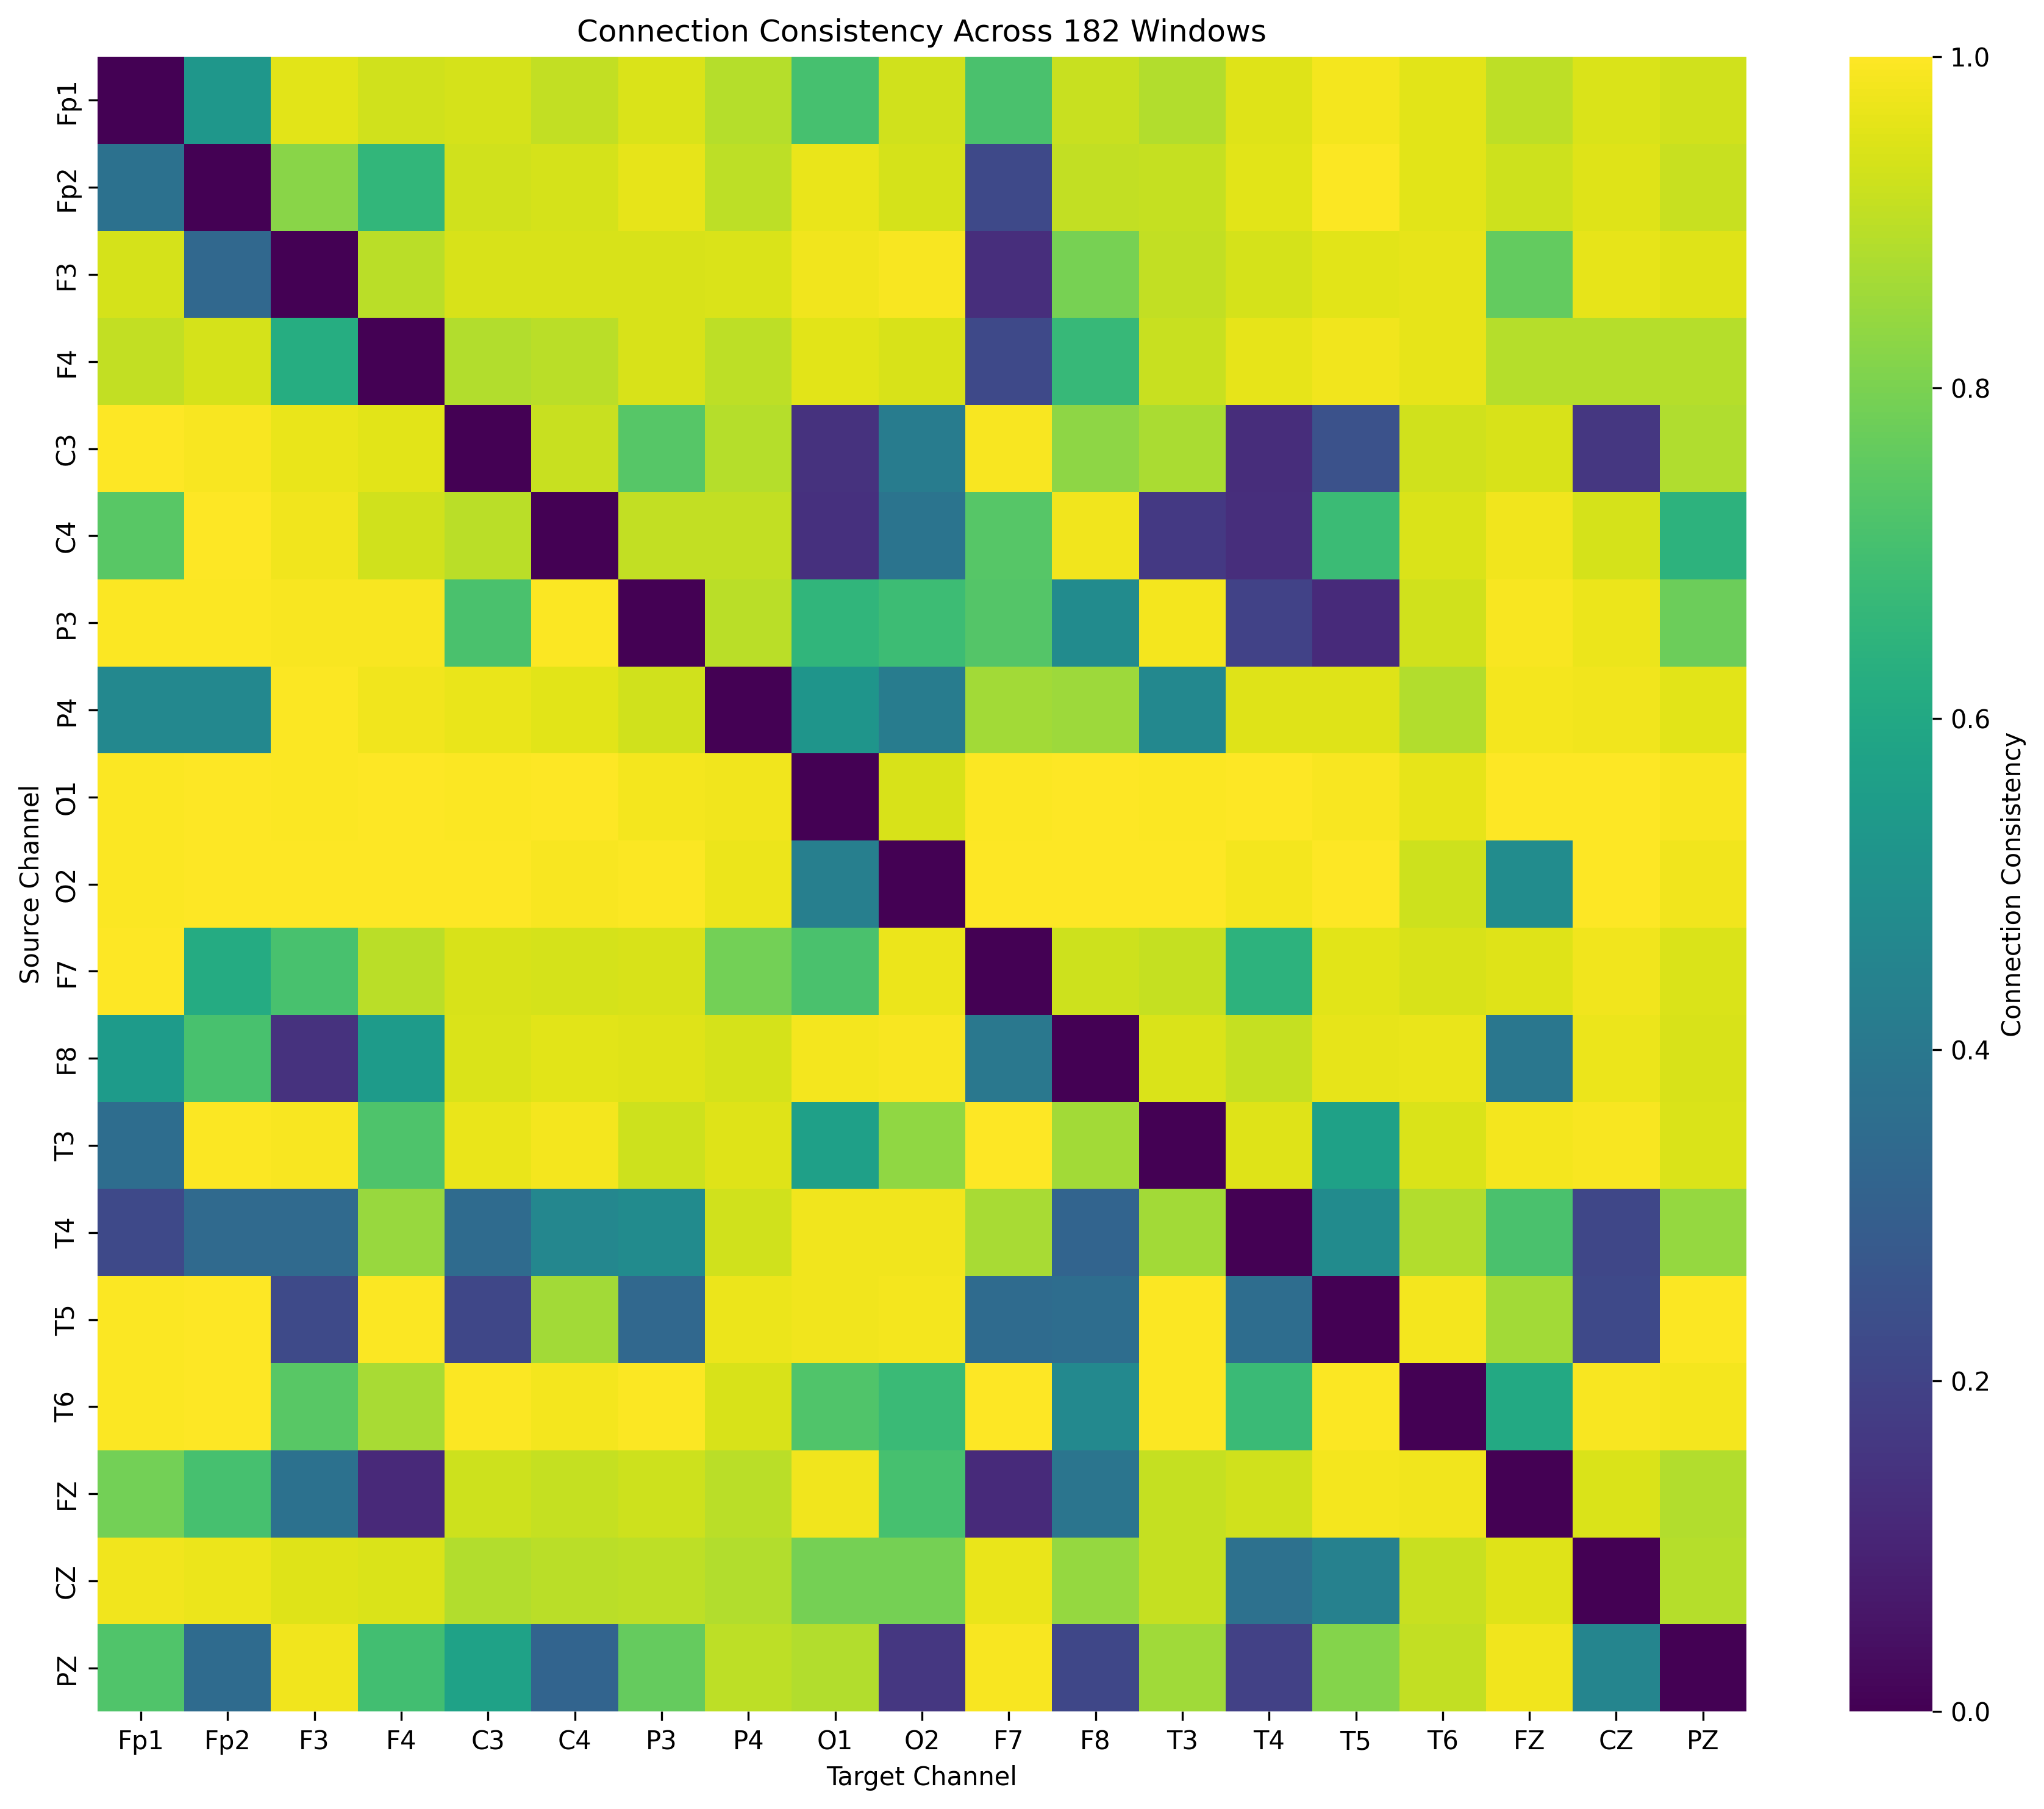 Connection Consistency Across 182 Windows
Fp1
Fp2
F3
F4
C3
C4
P3
P4
O1
O2
F7
F8
T3
T4
T5
T6
FZ
CZ
PZ
Source Channel
Fp1 Fp2 F3 F4 C3 C4 P3 P4 O1 O2 F7 F8 T3 T4 T5 T6 FZ CZ PZ
Target Channel
1.0
0.8
0.6
0.4
0.2
0.0
Connection Consistency